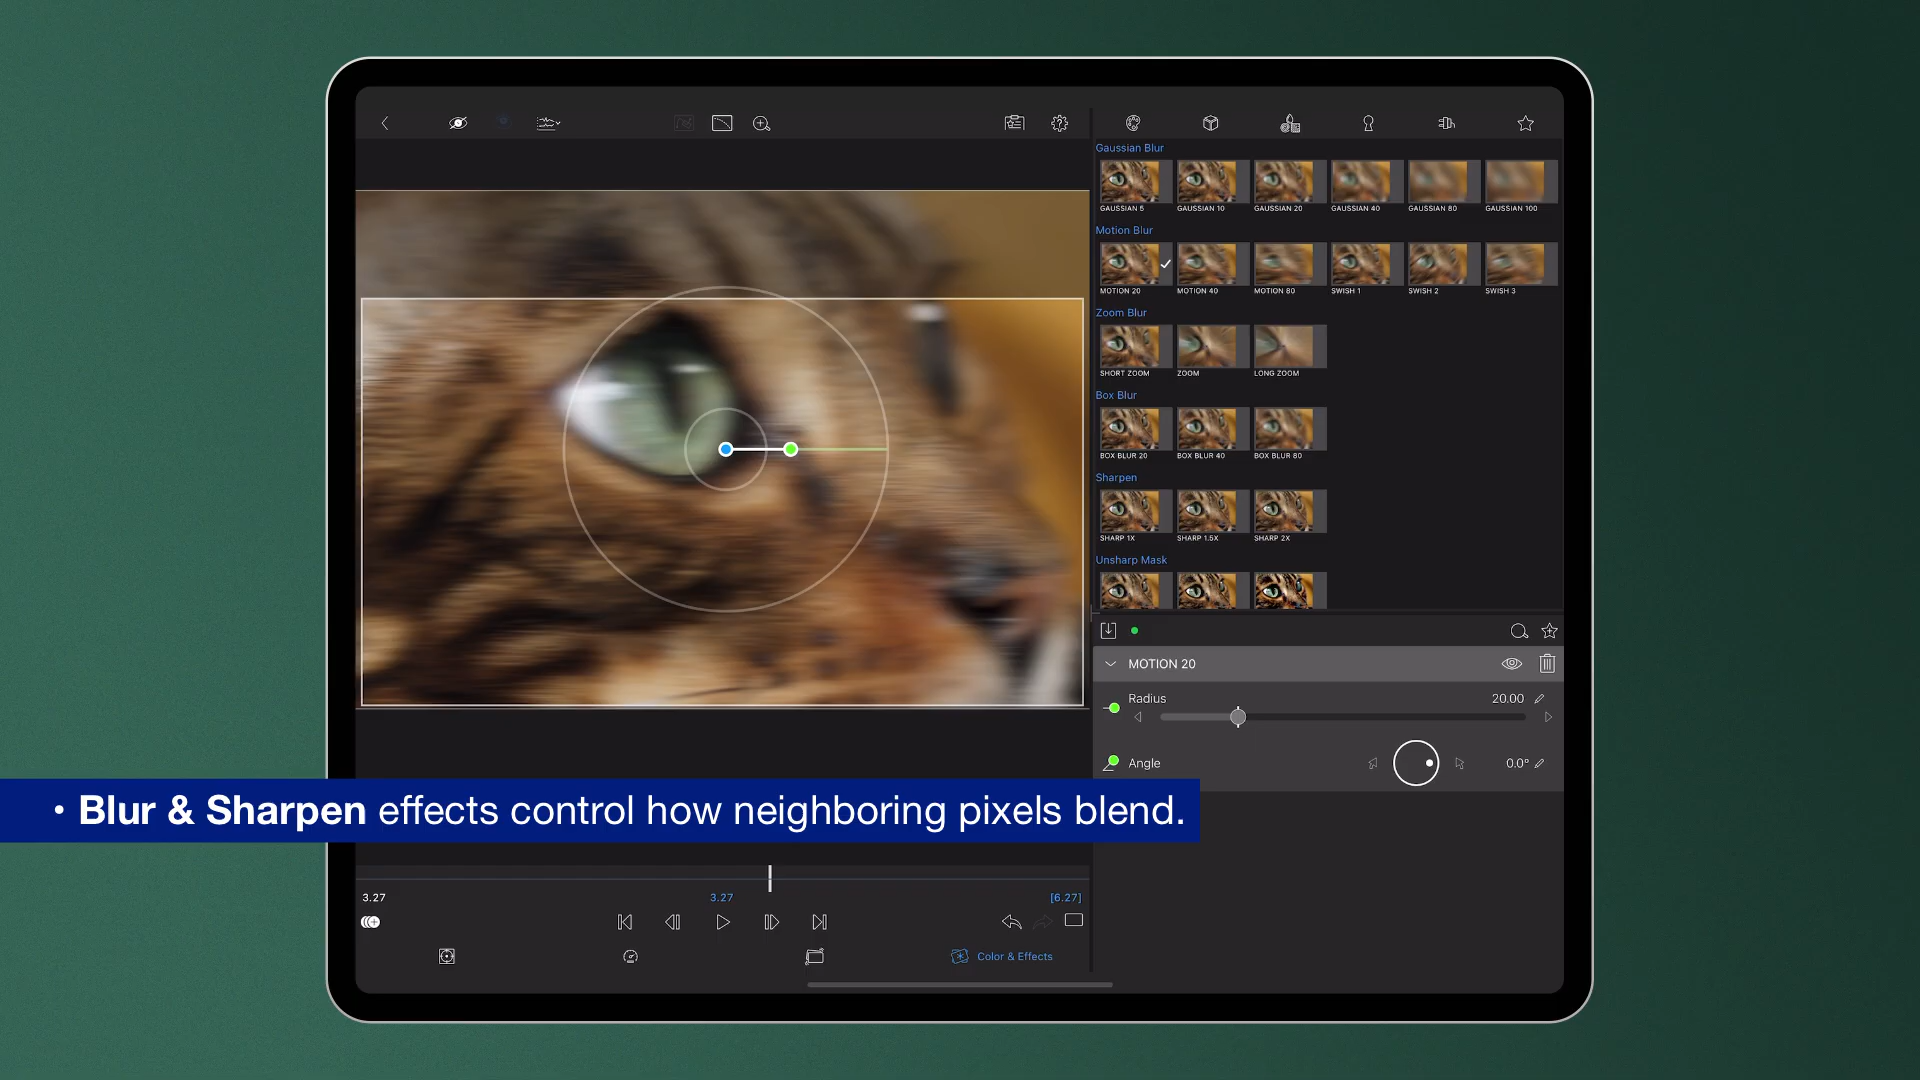 Gaussian Blur
GAUSSIAN 5 GAUSSIAN 10 GAUSSIAN 20 GAUSSIAN 40 GAUSSIAN 80 GAUSSIAN 100
Motion Blur
MOTION 20 MOTION 40 MOTION 80 SWISH 1 SWISH 2 SWISH 3
Zoom Blur
SHORT ZOOM ZOOM LONG ZOOM
Box Blur
BOX BLUR 20 BOX BLUR 40 BOX BLUR 80
Sharpen
SHARP 1X SHARP 1.5X SHARP 2X
Unsharp Mask
MOTION 20
Radius 20.00
Angle 0.0°
• Blur & Sharpen effects control how neighboring pixels blend.
3.27 3.27 [6.27]
Color & Effects